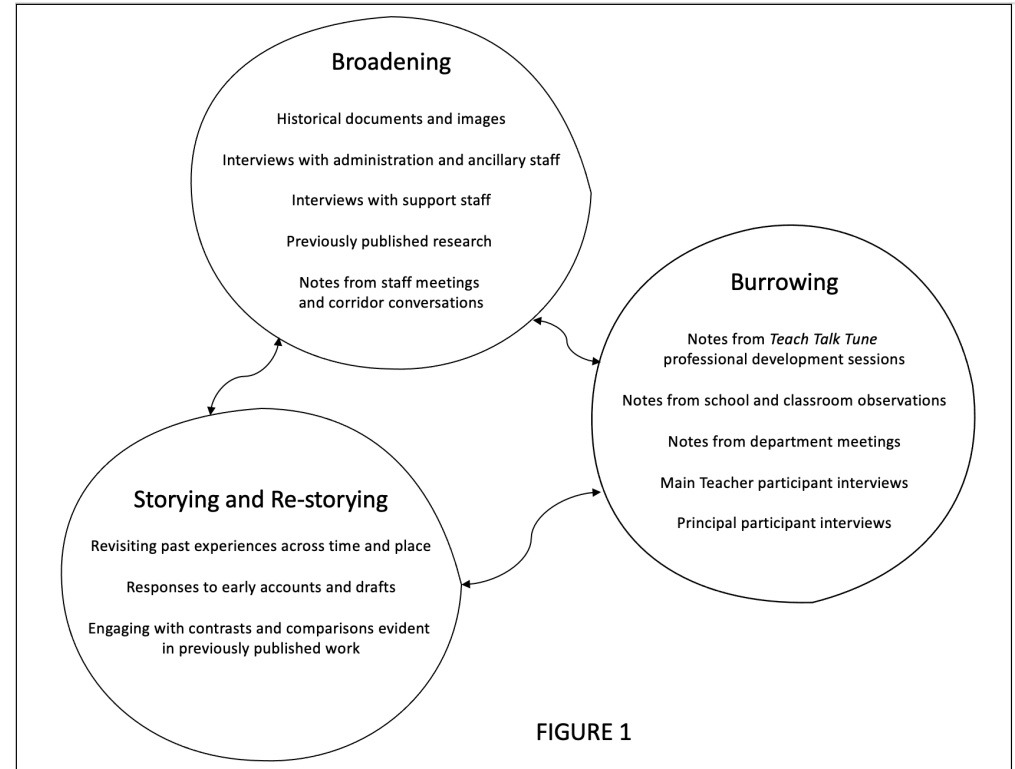 Broadening
Historical documents and images
Interviews with administration and ancillary staff
Interviews with support staff
Previously published research
Notes from staff meetings
and corridor conversations
Burrowing
Notes from Teach Talk Tune
professional development sessions
Notes from school and classroom observations
Notes from department meetings
Main Teacher participant interviews
Principal participant interviews
Storying and Re-storying
Revisiting past experiences across time and place
Responses to early accounts and drafts
Engaging with contrasts and comparisons evident
in previously published work
FIGURE 1